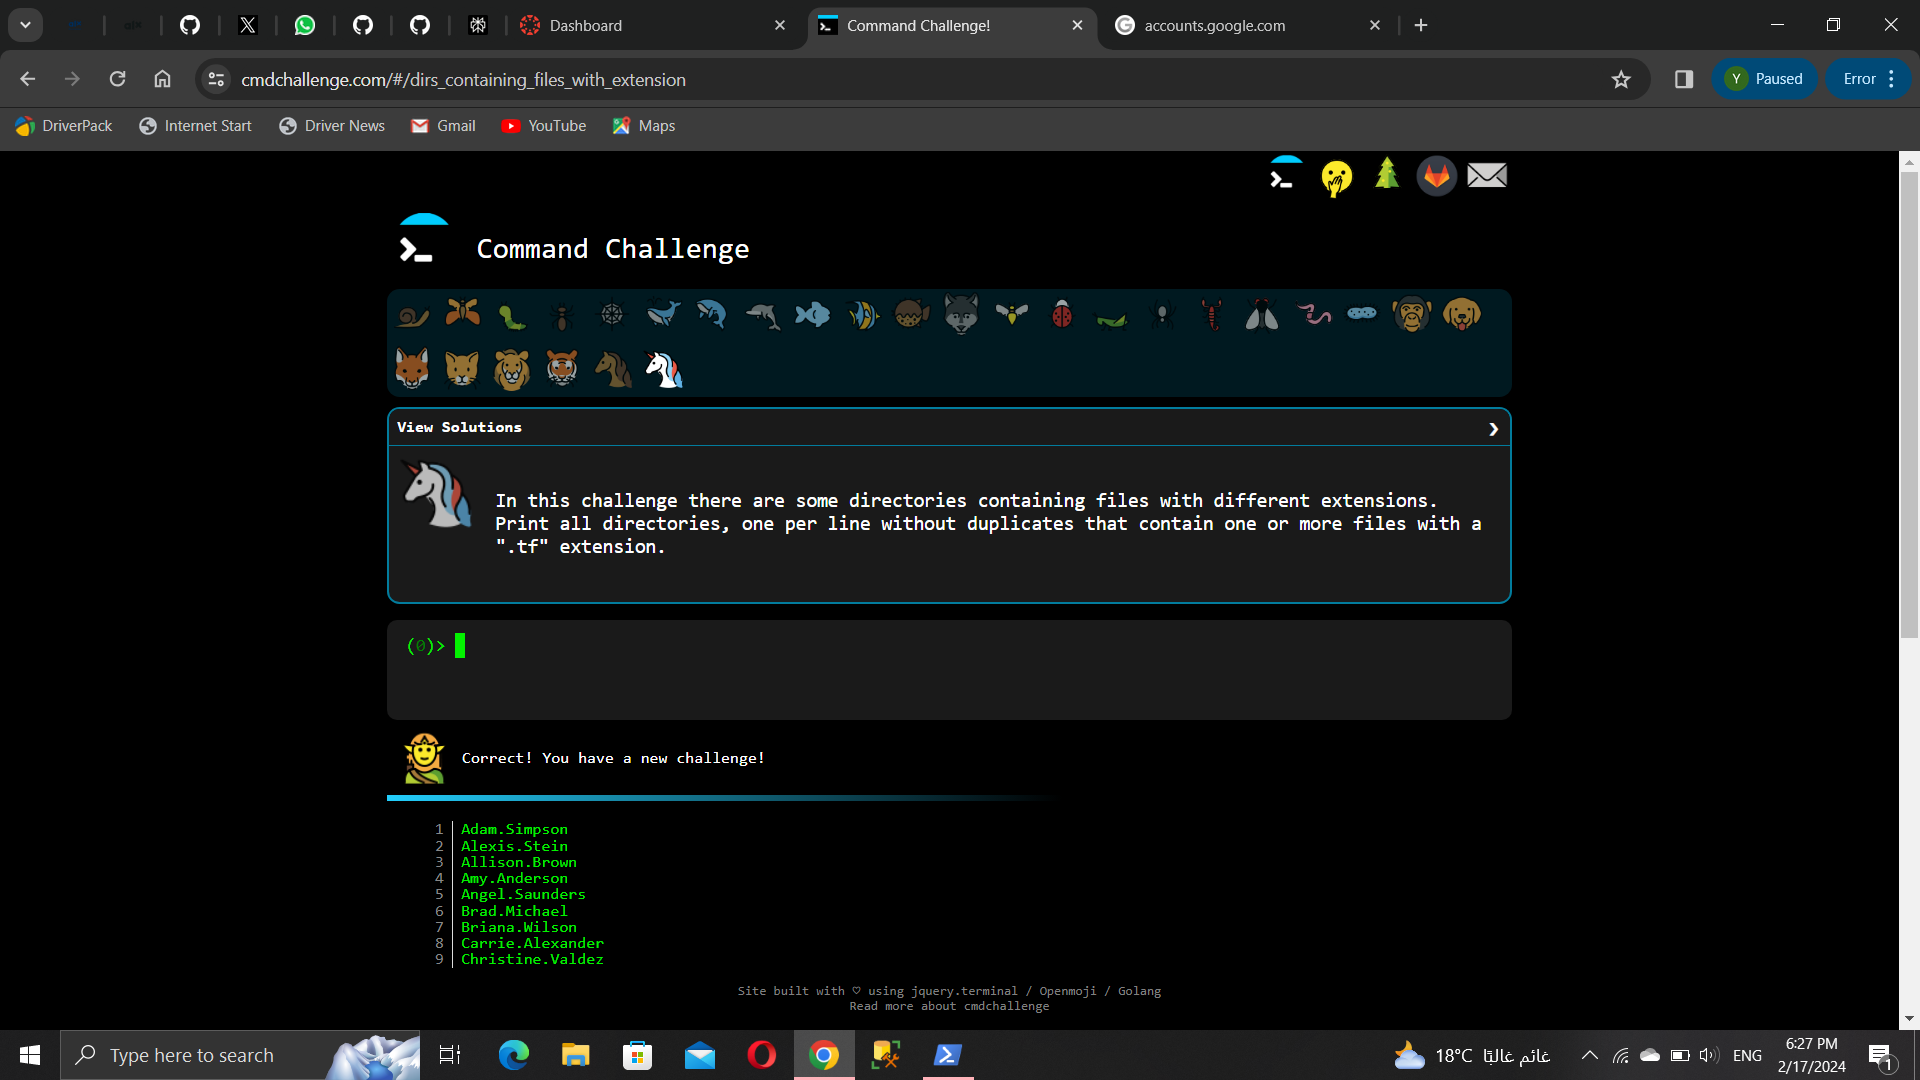 Dashboard
Command Challenge!
accounts.google.com
cmdchallenge.com/#/dirs_containing_files_with_extension
Y Paused
Error
DriverPack
Internet Start
Driver News
Gmail
YouTube
Maps
Command Challenge
View Solutions
In this challenge there are some directories containing files with different extensions.
Print all directories, one per line without duplicates that contain one or more files with a
".tf" extension.
(0)>
Correct! You have a new challenge!
1 Adam.Simpson
2 Alexis.Stein
3 Allison.Brown
4 Amy.Anderson
5 Angel.Saunders
6 Brad.Michael
7 Briana.Wilson
8 Carrie.Alexander
9 Christine.Valdez
Site built with ♡ using jquery.terminal / Openmoji / Golang
Read more about cmdchallenge
Type here to search
18°C غائم غالبًا
ENG
6:27 PM
2/17/2024
1